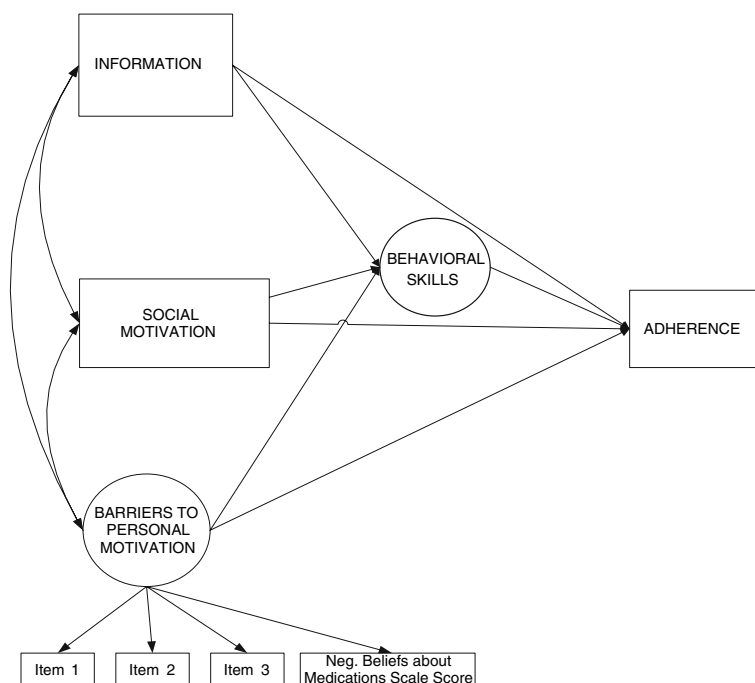 INFORMATION
BEHAVIORAL
SKILLS
SOCIAL
MOTIVATION
ADHERENCE
BARRIERS TO
PERSONAL
MOTIVATION
Item 1
Item 2
Item 3
Neg. Beliefs about
Medications Scale Score